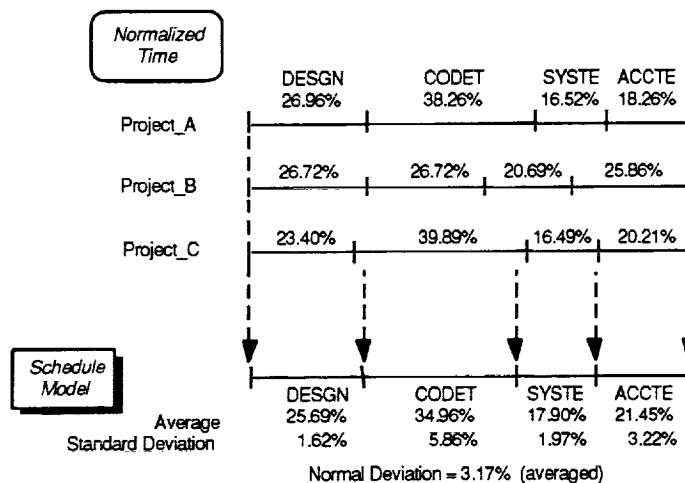 Normalized
Time
DESGN CODET SYSTE ACCTE
26.96% 38.26% 16.52% 18.26%
Project_A
26.72% 26.72% 20.69% 25.86%
Project_B
23.40% 39.89% 16.49% 20.21%
Project_C
Schedule
Model
DESGN CODET SYSTE ACCTE
Average 25.69% 34.96% 17.90% 21.45%
Standard Deviation 1.62% 5.86% 1.97% 3.22%
Normal Deviation = 3.17% (averaged)